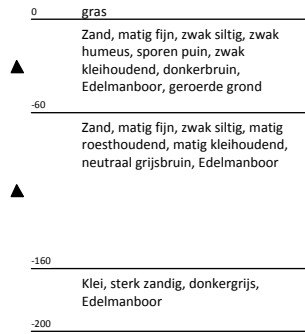 0 gras
Zand, matig fijn, zwak siltig, zwak
humeus, sporen puin, zwak
kleihoudend, donkerbruin,
Edelmanboor, geroerde grond
-60
Zand, matig fijn, zwak siltig, matig
roesthoudend, matig kleihoudend,
neutraal grijsbruin, Edelmanboor
-160
Klei, sterk zandig, donkergrijs,
Edelmanboor
-200